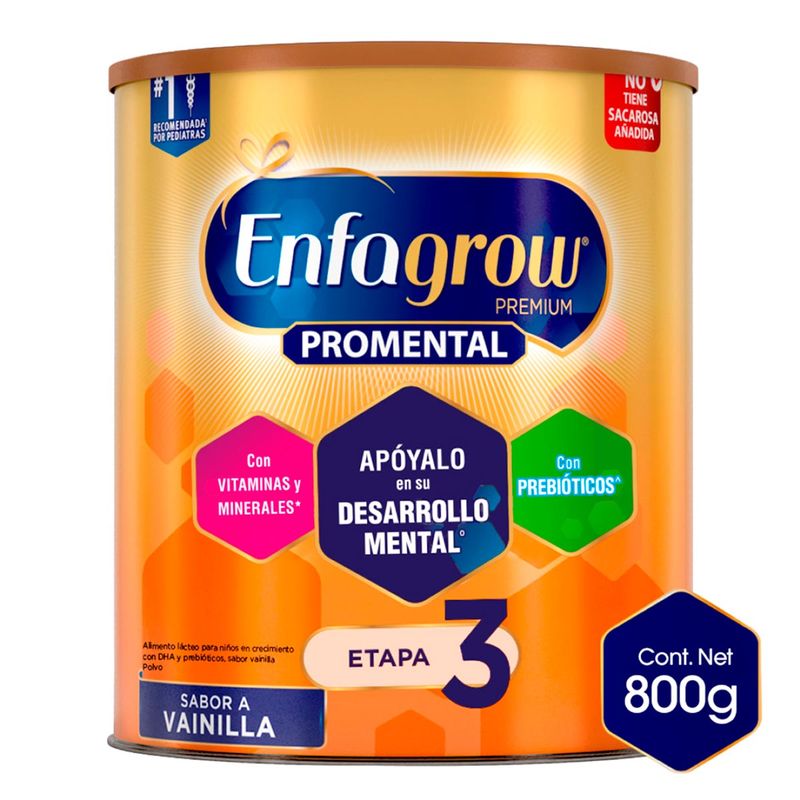 #1
RECOMENDADA
POR PEDIATRAS
NO
TIENE
SACAROSA
AÑADIDA
Enfagrow®
PREMIUM
PROMENTAL
Con
VITAMINAS y
MINERALES*
APÓYALO
en su
DESARROLLO
MENTAL°
Con
PREBIÓTICOS^
ETAPA 3
Alimento lácteo para niños en crecimiento
con DHA y prebióticos, sabor vainilla
Polvo
SABOR A
VAINILLA
Cont. Net
800g